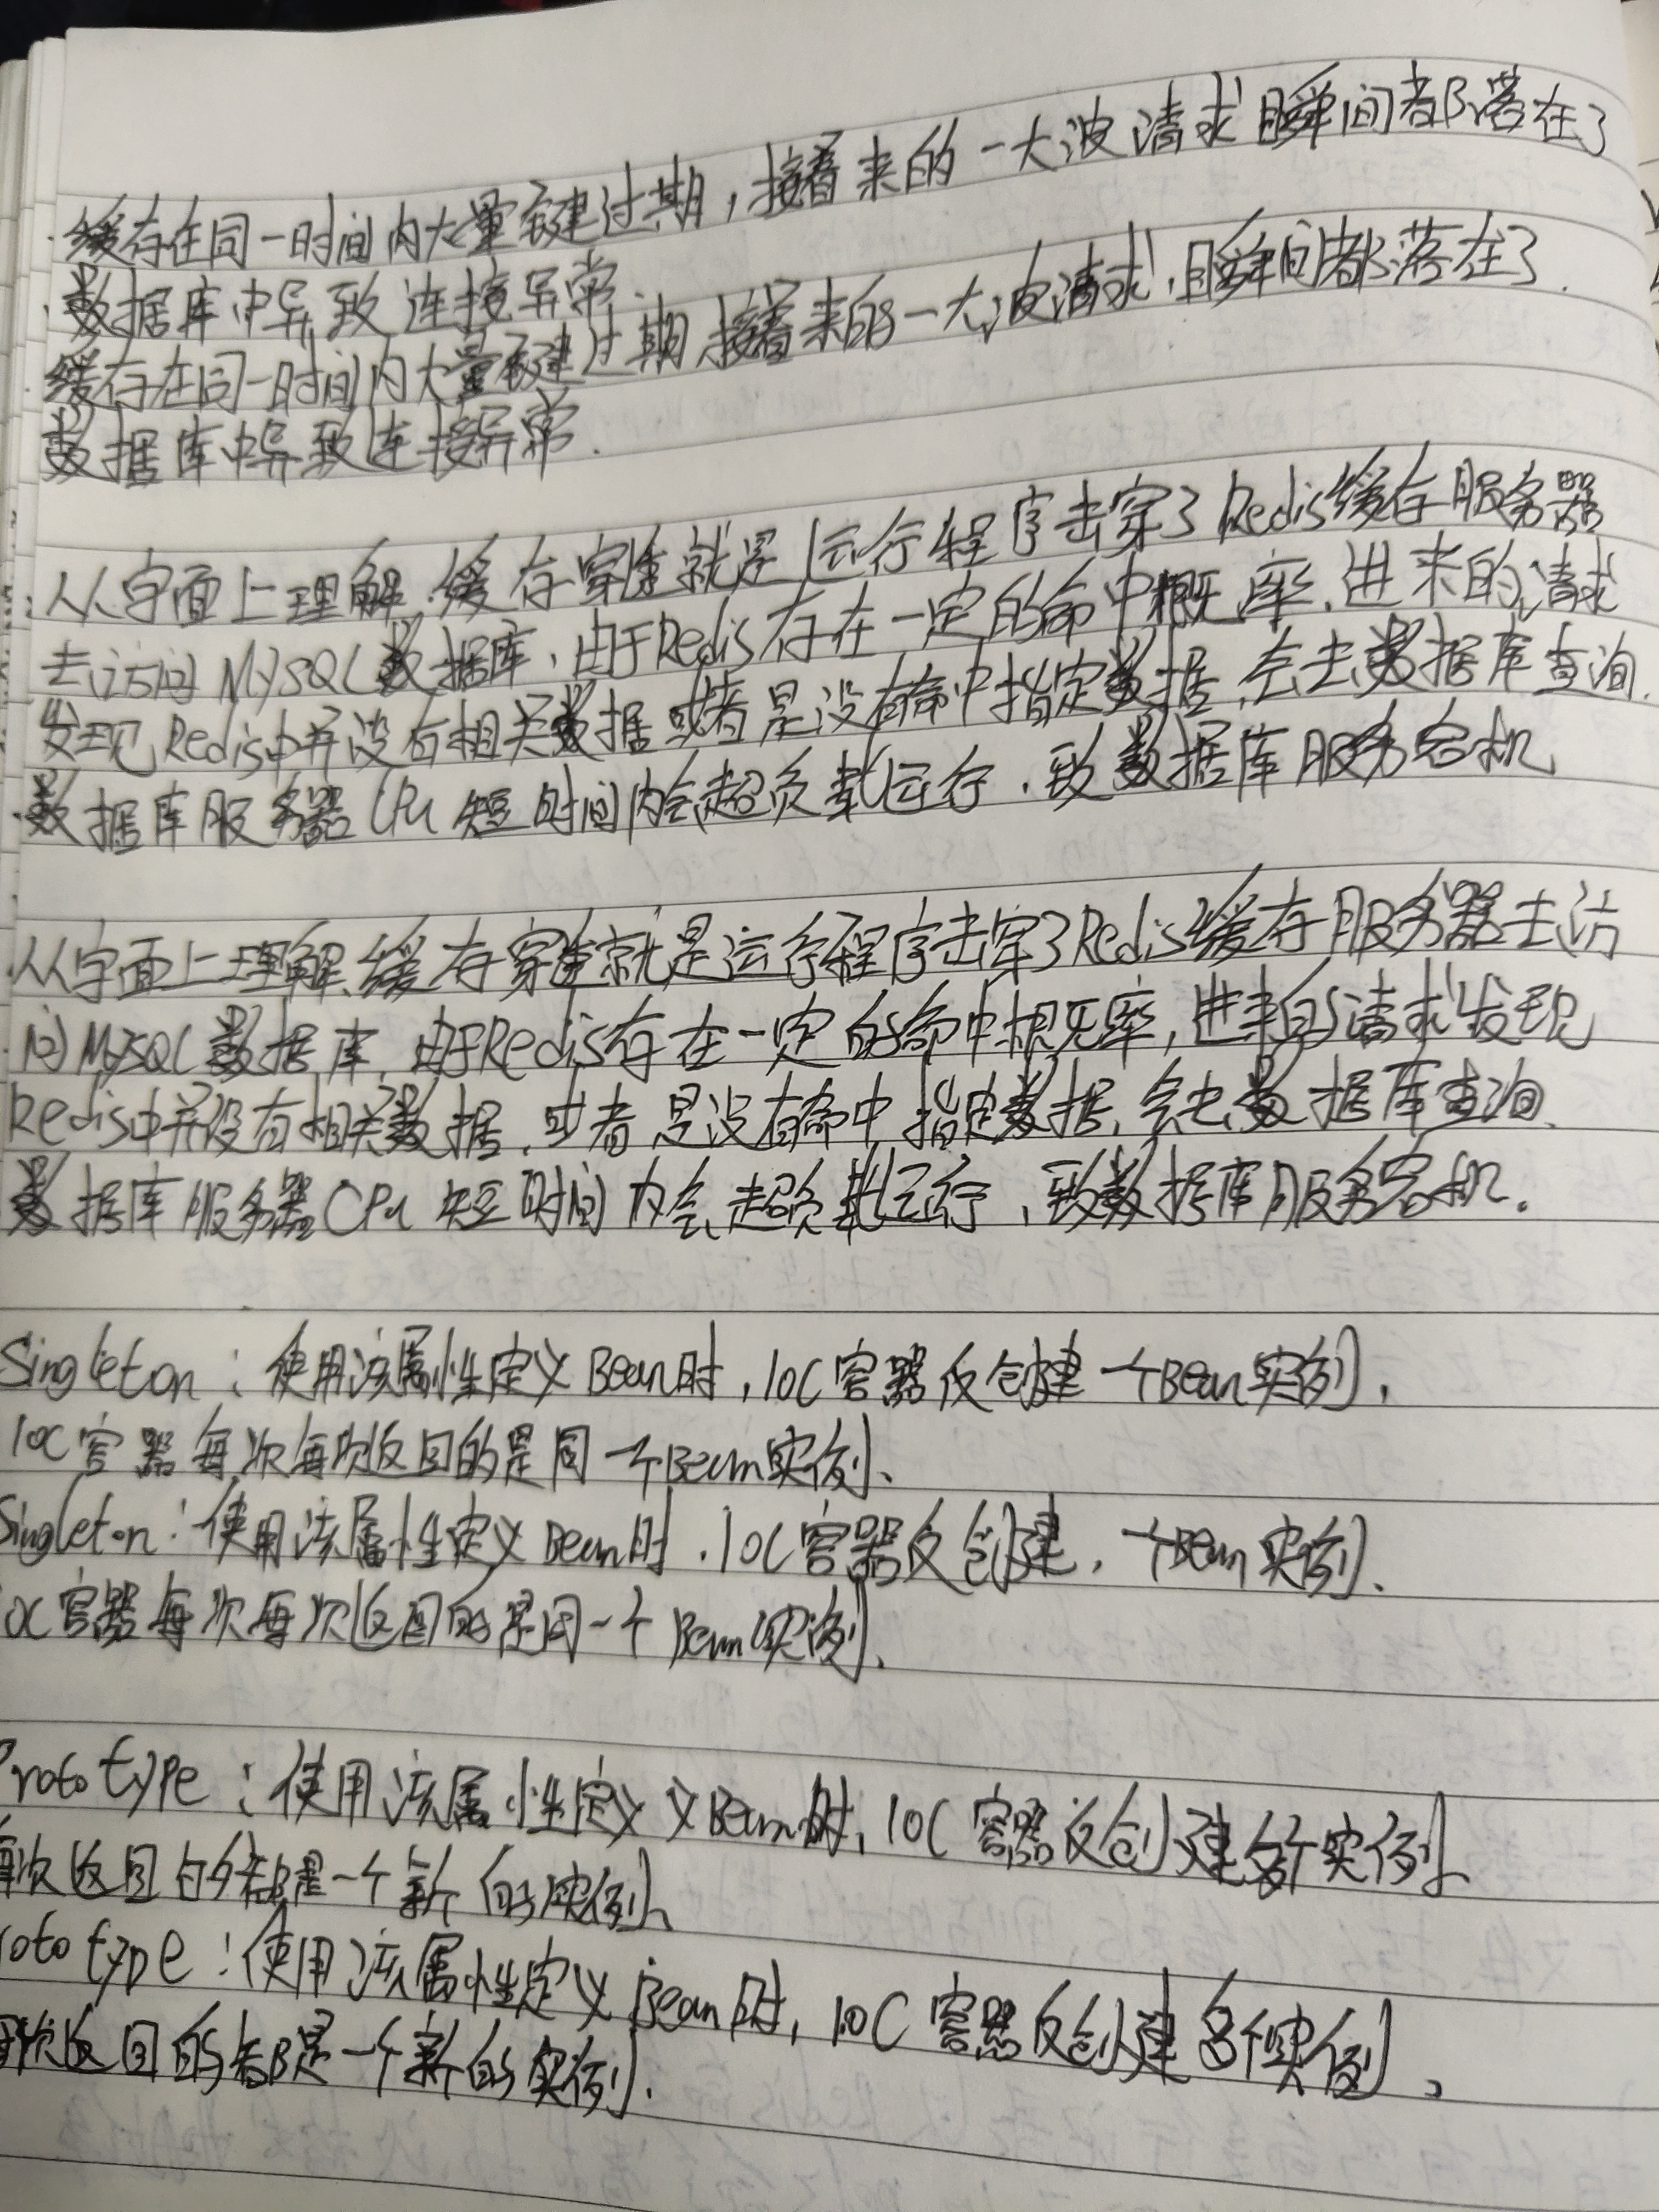 缓存在同一时间内大量键过期，接着来的一大波请求瞬间都落在了
数据库中导致连接异常.
缓存在同一时间内大量键过期 接着来的一大波请求，瞬间都落在了.
数据库中导致连接异常.
从字面上理解.缓存穿透就是运行程序击穿了Redis缓存服务器
去访问MySQL数据库，由于Redis存在一定的命中概率.进来的请求
发现Redis中并没有相关数据或者是没有命中指定数据.会去数据库查询.
数据库服务器CPu短时间内会超负载运行.致数据库服务宕机
从字面上理解.缓存穿透就是运行程序击穿了Redis缓存服务器去访
问MySQL数据库.由于Redis存在一定的命中概率，进来的请求发现
Redis中并没有相关数据.或者是没有命中指定数据.会去数据库查询.
数据库服务器CPu短时间内会超负载运行、致数据库服务宕机.
Singleton：使用该属性定义Bean时，IOC容器仅创建一个Bean实例，
IOC容器每次每次返回的是同一个Bean实例、
Singleton：使用该属性定义Bean时.IOC容器仅创建，一个Bean实例.
OC容器每次每次返回的是同一个Bean实例.
Prototype：使用该属性定义义Bean时，IOC容器仅创建多个实例、
每次返回的都是一个新的实例、
rototype：使用该属性定义Bean时，IOC容器仅创建多个实例、
每次返回的都是一个新的实例.